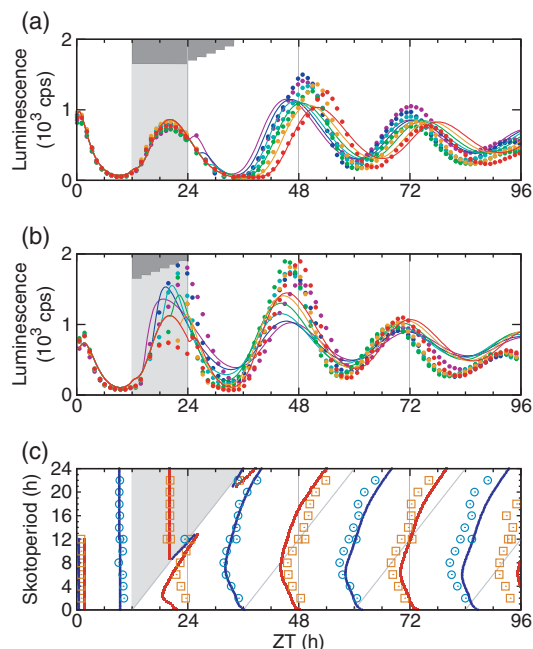 (a)
Luminescence
(10³ cps)
2
1
0
0 24 48 72 96
(b)
Luminescence
(10³ cps)
2
1
0
0 24 48 72 96
(c)
Skotoperiod (h)
24
20
16
12
8
4
0
0 24 48 72 96
ZT (h)